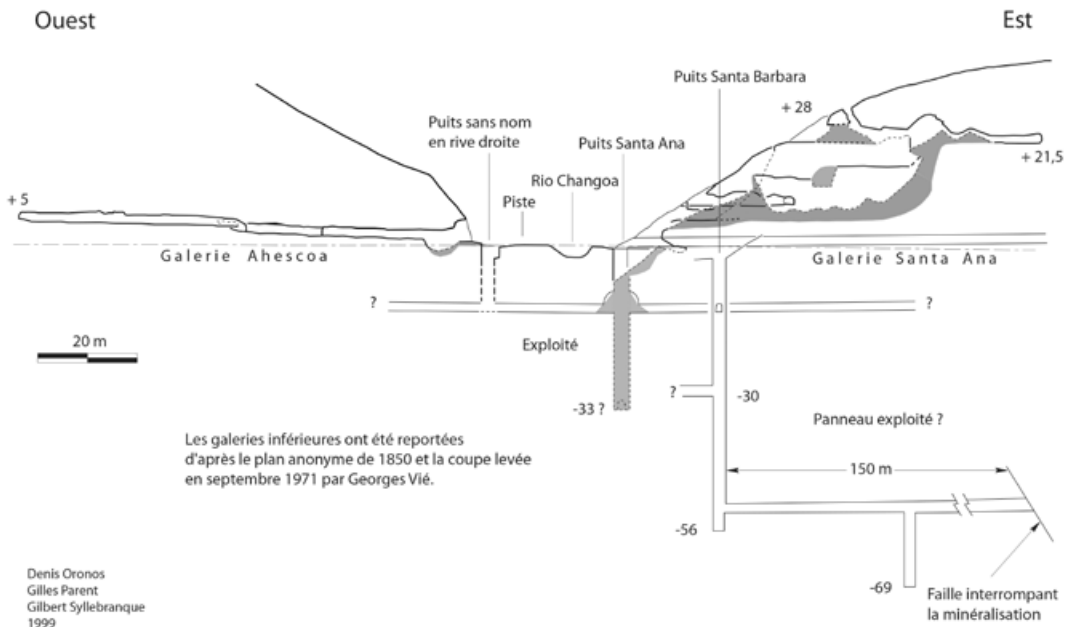 Ouest
Est
Puits Santa Barbara
+ 28
Puits sans nom
en rive droite
Puits Santa Ana
+ 21,5
Rio Changoa
+ 5
Piste
Galerie Ahescoa
Galerie Santa Ana
?
?
20 m
Exploité
?
-30
-33 ?
Panneau exploité ?
Les galeries inférieures ont été reportées
d'après le plan anonyme de 1850 et la coupe levée
en septembre 1971 par Georges Vié.
150 m
-56
-69
Faille interrompant
la minéralisation
Denis Oronos
Gilles Parent
Gilbert Syllebranque
1999